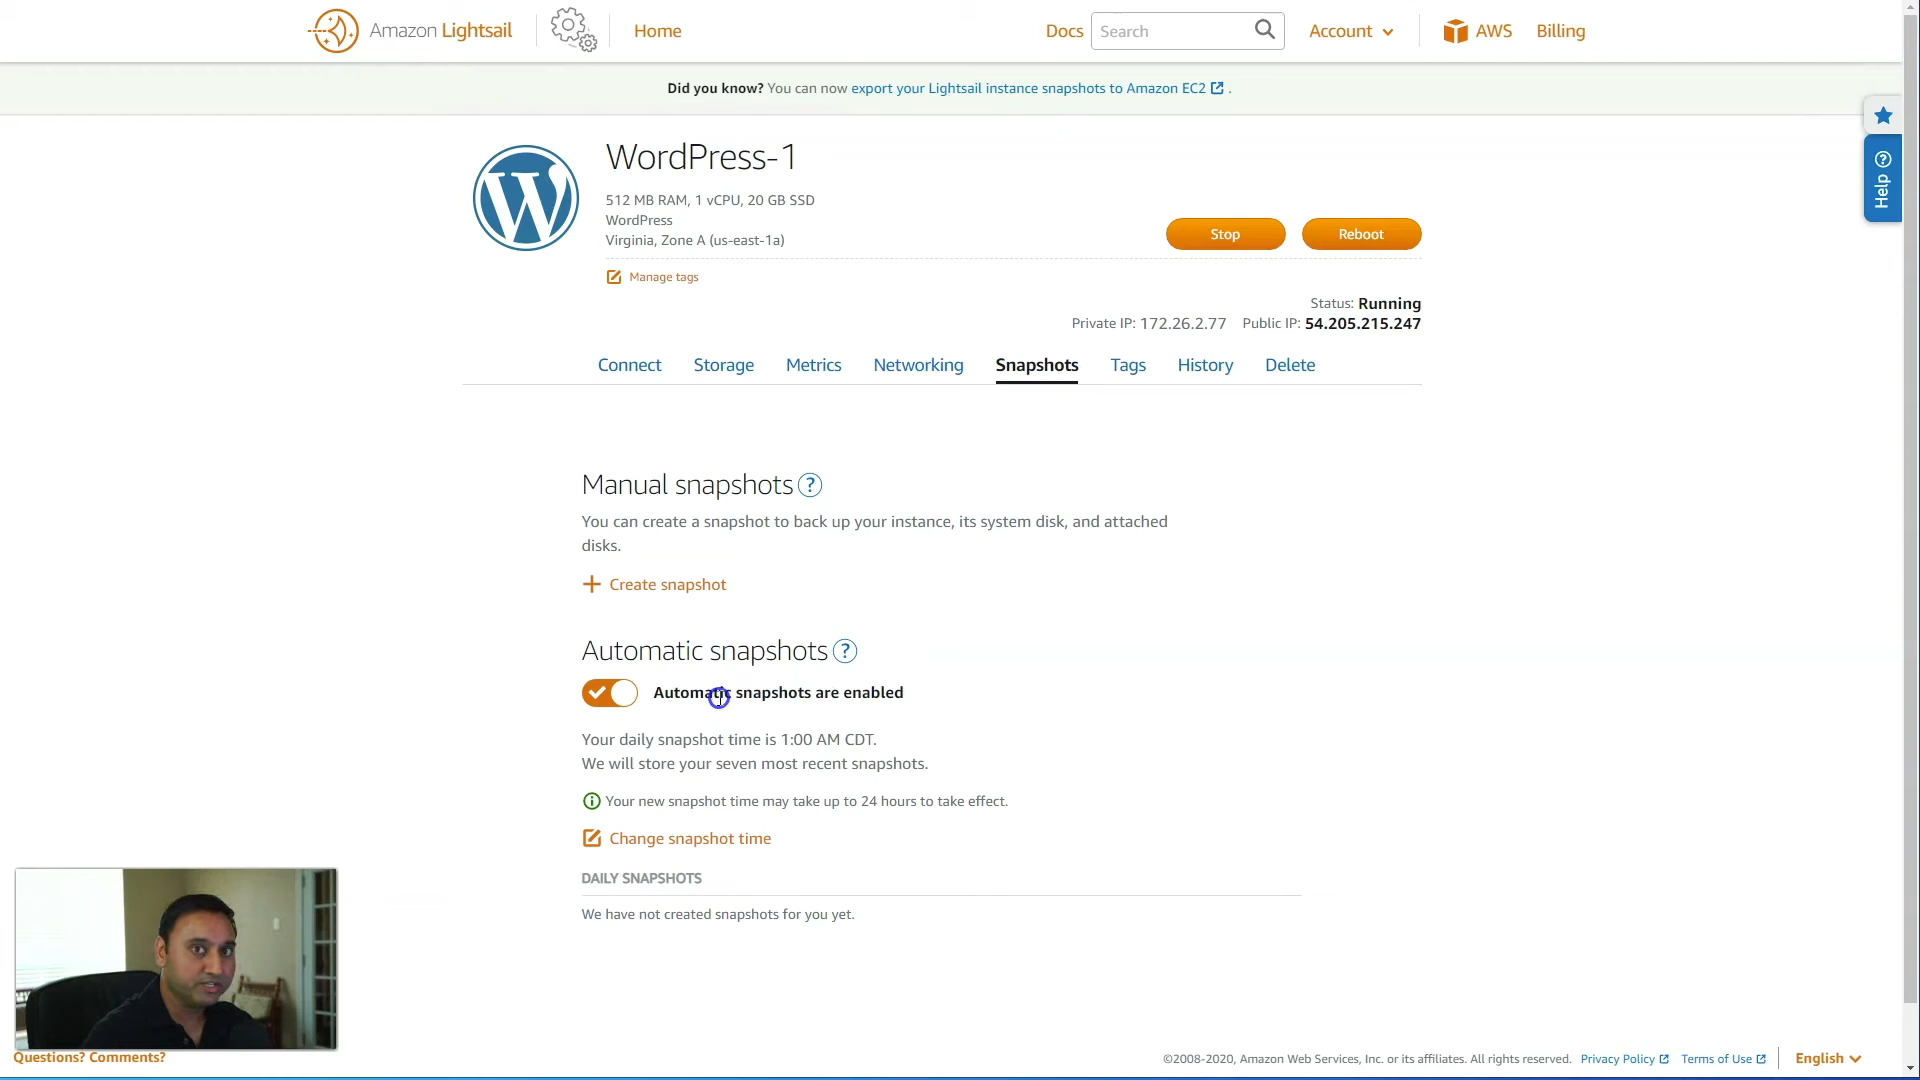 Amazon Lightsail
Home
Docs
Search
Account
AWS
Billing
Did you know? You can now export your Lightsail instance snapshots to Amazon EC2 .
Help
WordPress-1
512 MB RAM, 1 vCPU, 20 GB SSD
WordPress
Virginia, Zone A (us-east-1a)
Stop
Reboot
Manage tags
Status: Running
Private IP: 172.26.2.77 Public IP: 54.205.215.247
Connect
Storage
Metrics
Networking
Snapshots
Tags
History
Delete
Manual snapshots ?
You can create a snapshot to back up your instance, its system disk, and attached
disks.
+ Create snapshot
Automatic snapshots ?
Automatic snapshots are enabled
Your daily snapshot time is 1:00 AM CDT.
We will store your seven most recent snapshots.
Your new snapshot time may take up to 24 hours to take effect.
Change snapshot time
DAILY SNAPSHOTS
We have not created snapshots for you yet.
Questions? Comments?
©2008-2020, Amazon Web Services, Inc. or its affiliates. All rights reserved.
Privacy Policy
Terms of Use
English